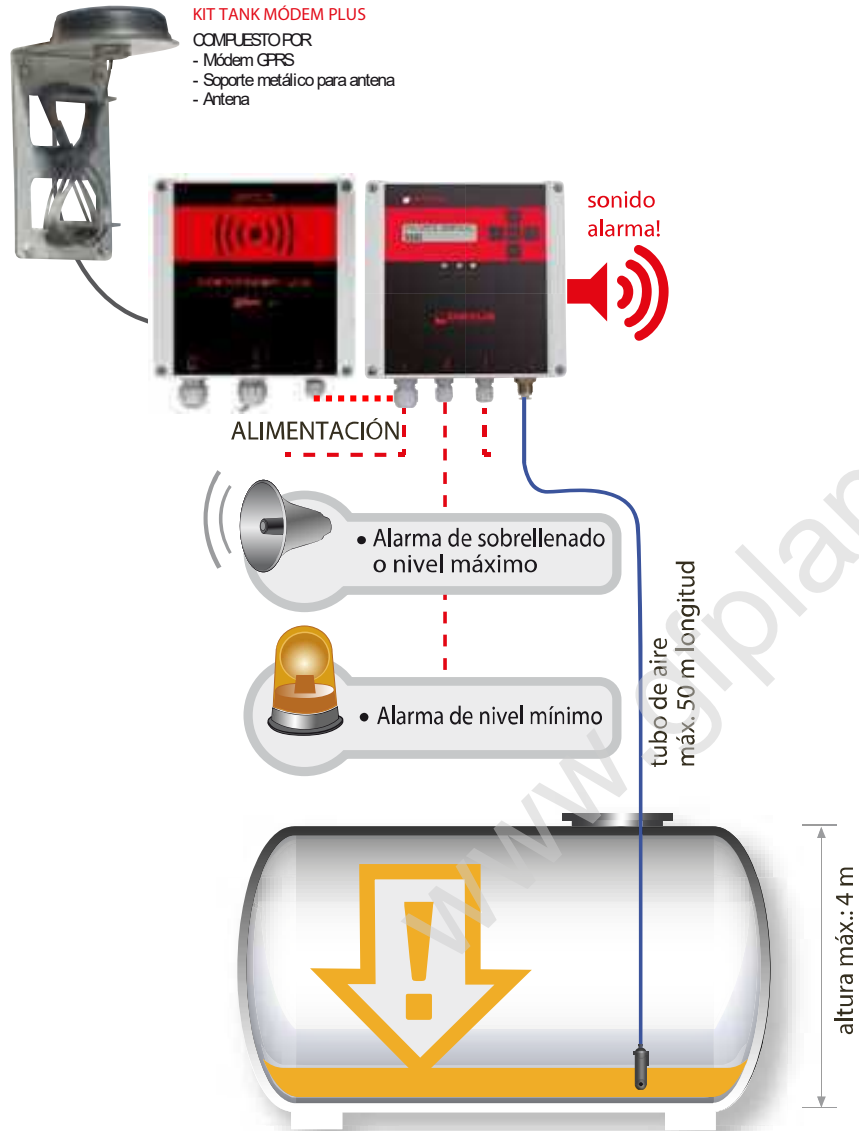 KIT TANK MÓDEM PLUS
COMPUESTO POR
- Módem GPRS
- Soporte metálico para antena
- Antena
sonido
alarma!
ALIMENTACIÓN
• Alarma de sobrellenado
o nivel máximo
• Alarma de nivel mínimo
tubo de aire
máx. 50 m longitud
altura máx.: 4 m